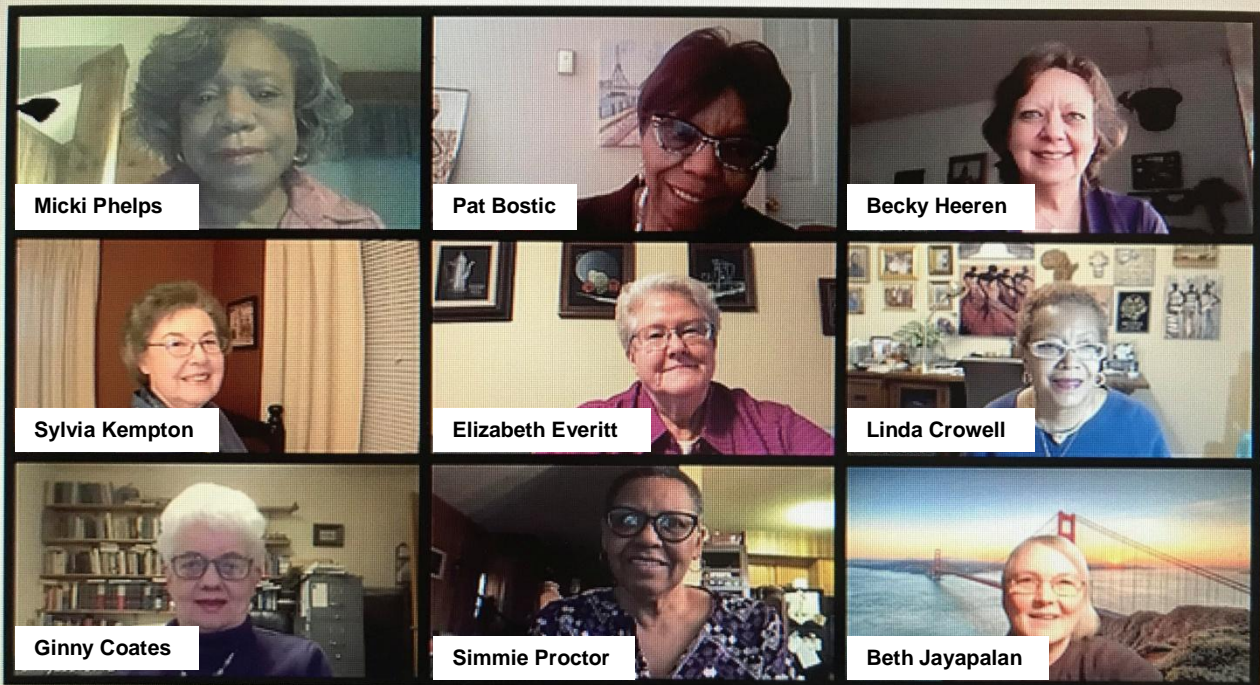 Micki Phelps
Pat Bostic
Becky Heeren
Sylvia Kempton
Elizabeth Everitt
Linda Crowell
Ginny Coates
Simmie Proctor
Beth Jayapalan